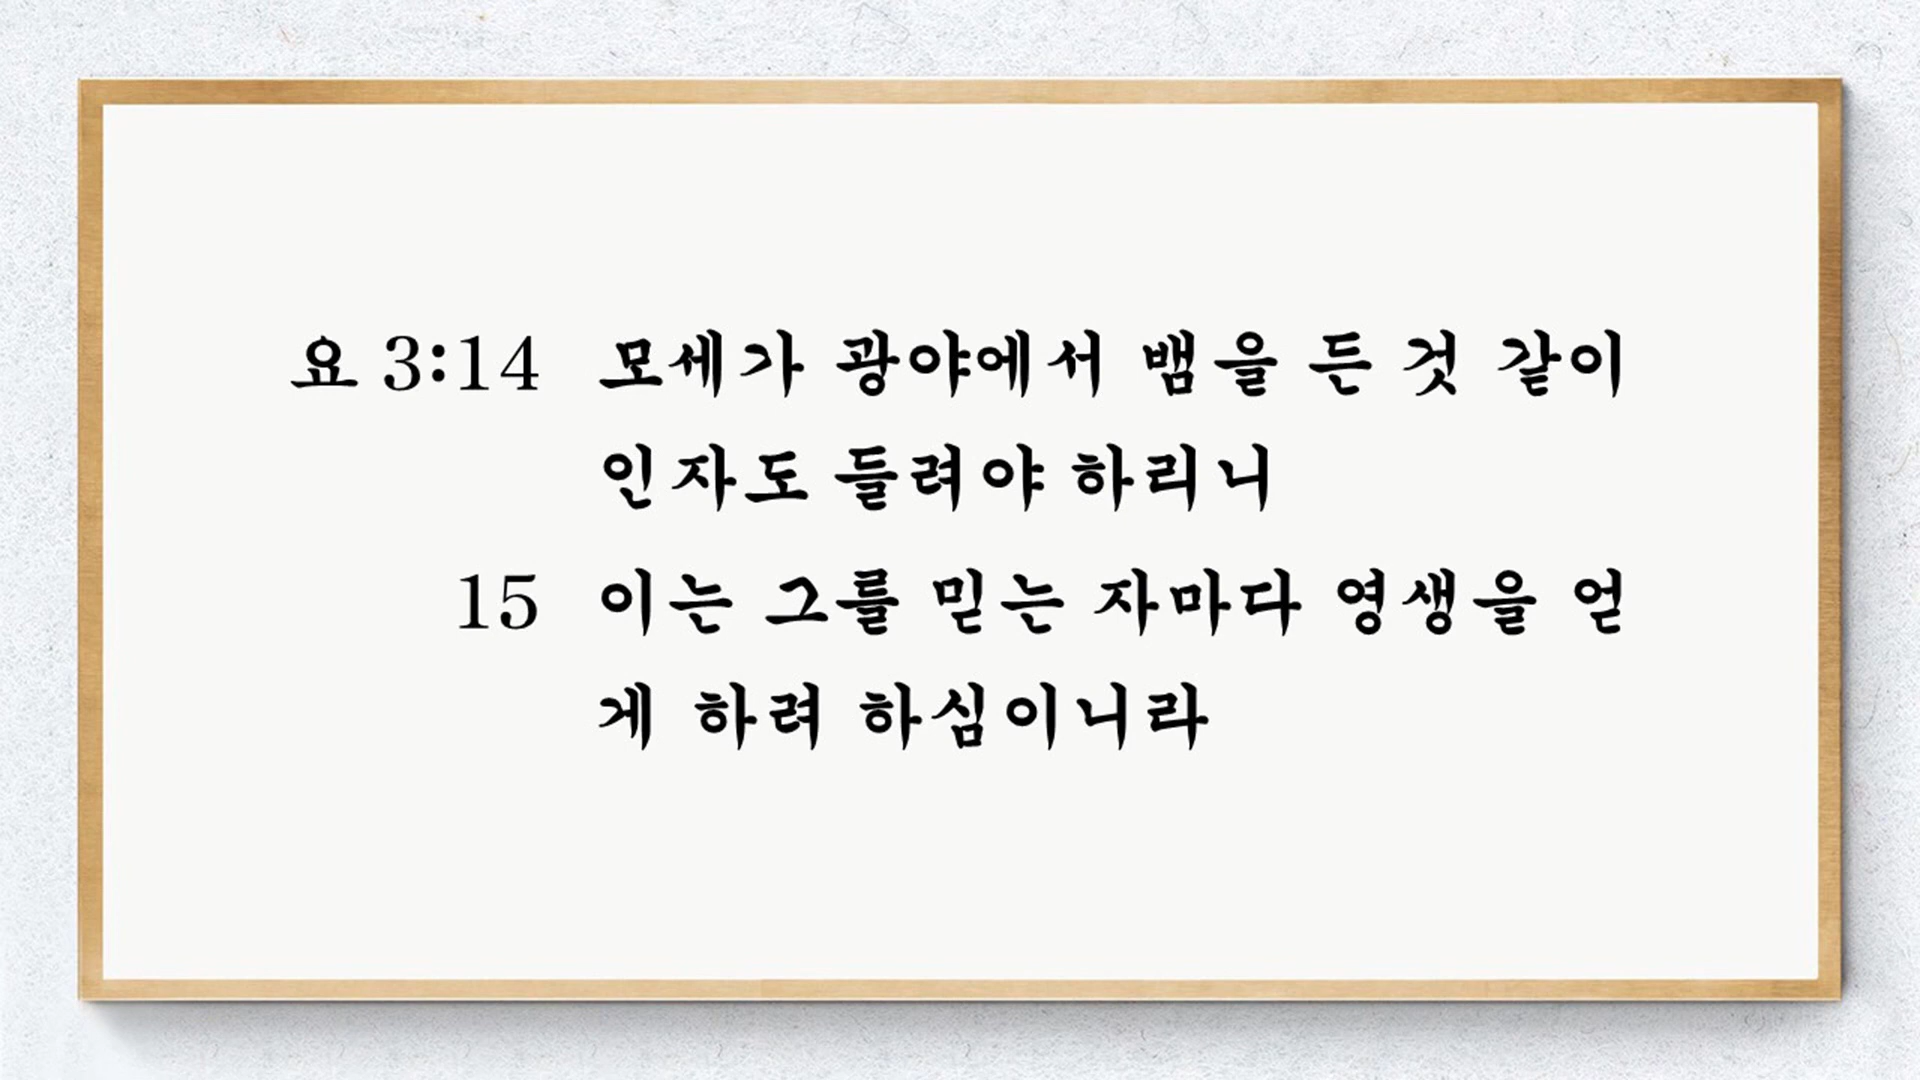 요 3:14 모세가 광야에서 뱀을 든 것 같이
인자도 들려야 하리니
15 이는 그를 믿는 자마다 영생을 얻
게 하려 하심이니라